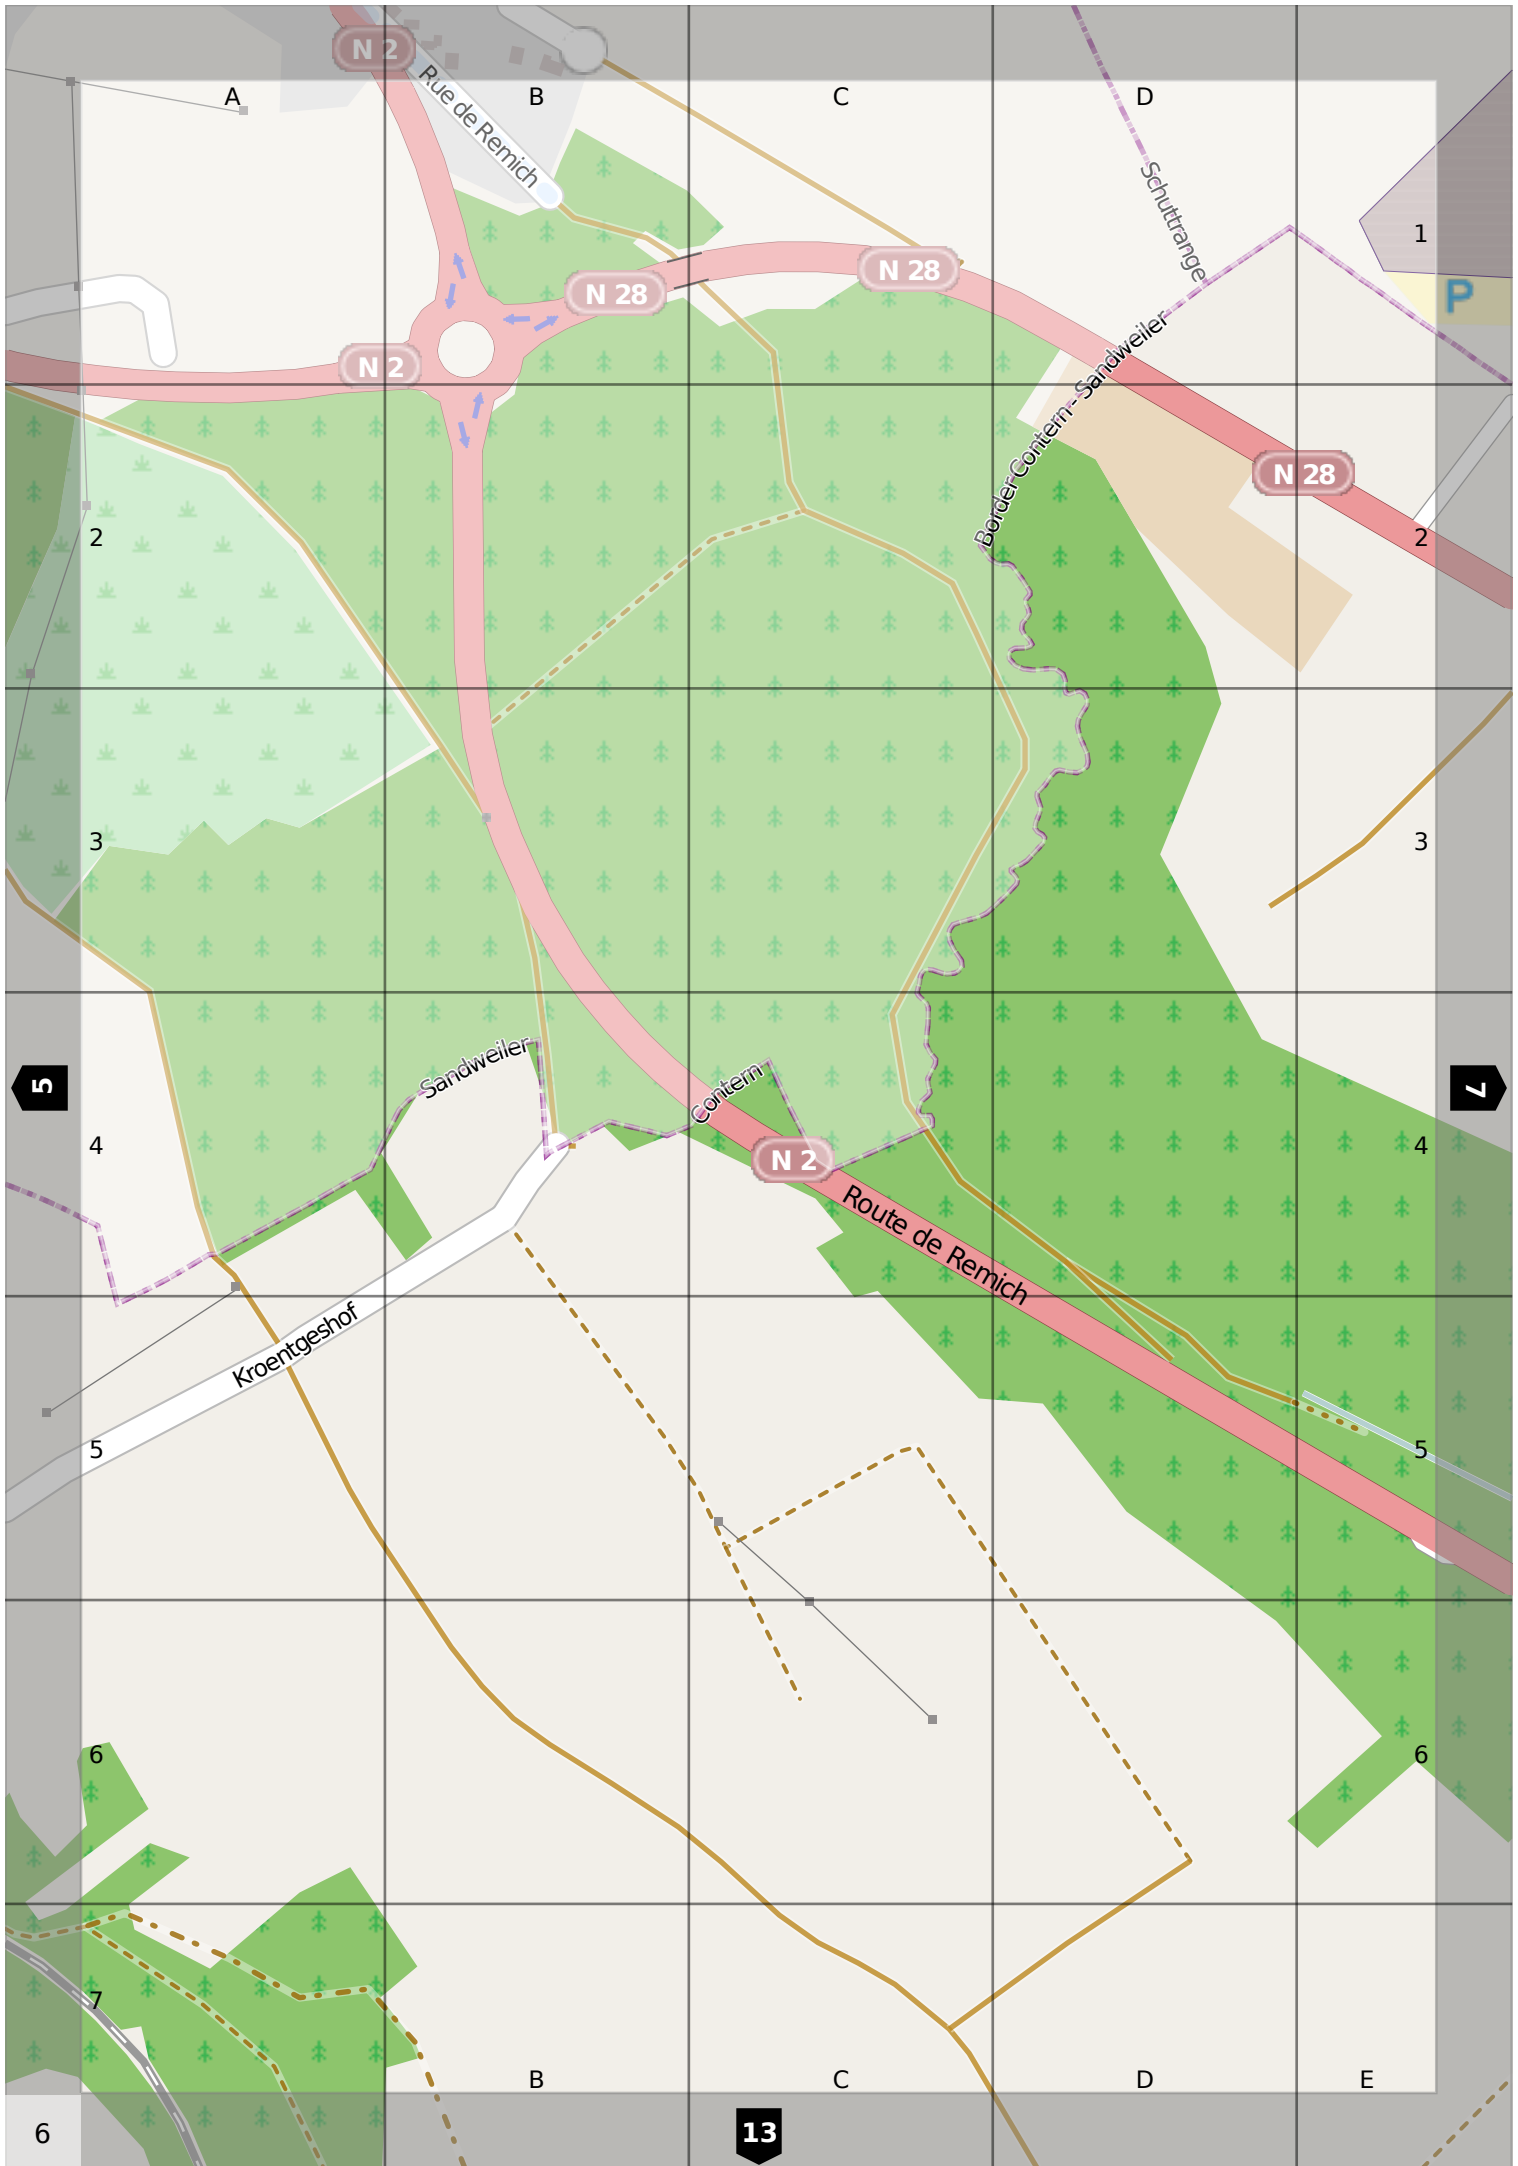 N 2
Rue de Remich
A
B
C
D
Schuttrange
1
N 28
N 28
P
N 2
Border Contern - Sandweiler
N 28
2
2
3
3
5
Sandweiler
Contern
7
4
N 2
4
Route de Remich
Kroentgeshof
5
5
6
6
7
B
C
D
E
6
13